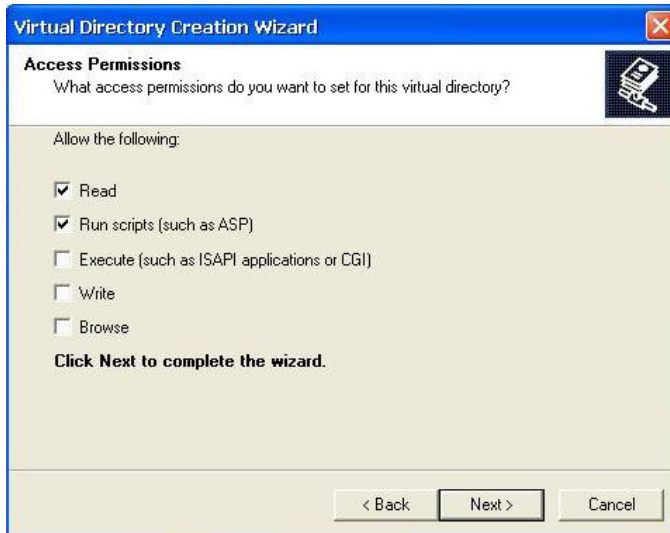 Virtual Directory Creation Wizard
Access Permissions
What access permissions do you want to set for this virtual directory?
Allow the following:
Read
Run scripts (such as ASP)
Execute (such as ISAPI applications or CGI)
Write
Browse
Click Next to complete the wizard.
< Back Next > Cancel